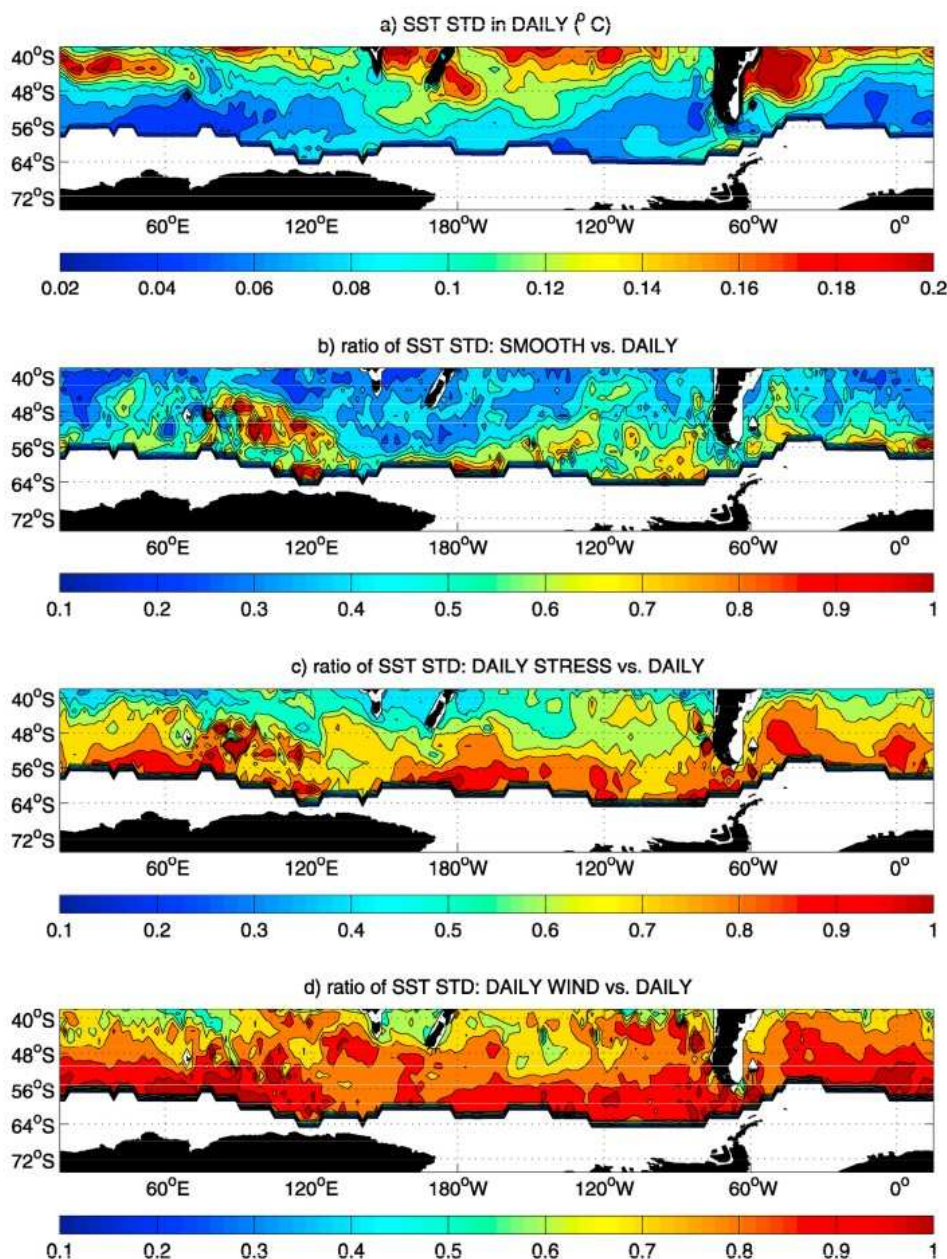 a) SST STD in DAILY (° C)
40°S
48°S
56°S
64°S
72°S
60°E 120°E 180°W 120°W 60°W 0°
0.02 0.04 0.06 0.08 0.1 0.12 0.14 0.16 0.18 0.2
b) ratio of SST STD: SMOOTH vs. DAILY
40°S
48°S
56°S
64°S
72°S
60°E 120°E 180°W 120°W 60°W 0°
0.1 0.2 0.3 0.4 0.5 0.6 0.7 0.8 0.9 1
c) ratio of SST STD: DAILY STRESS vs. DAILY
40°S
48°S
56°S
64°S
72°S
60°E 120°E 180°W 120°W 60°W 0°
0.1 0.2 0.3 0.4 0.5 0.6 0.7 0.8 0.9 1
d) ratio of SST STD: DAILY WIND vs. DAILY
40°S
48°S
56°S
64°S
72°S
60°E 120°E 180°W 120°W 60°W 0°
0.1 0.2 0.3 0.4 0.5 0.6 0.7 0.8 0.9 1